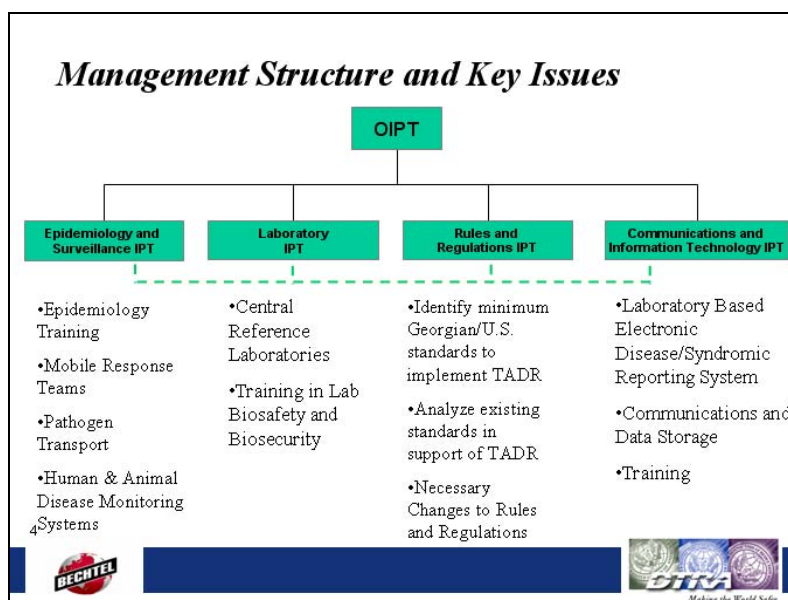 Management Structure and Key Issues
OIPT
Epidemiology and
Surveillance IPT
Laboratory
IPT
Rules and
Regulations IPT
Communications and
Information Technology IPT
•Epidemiology
Training
•Mobile Response
Teams
•Pathogen
Transport
•Human & Animal
Disease Monitoring
Systems
•Central
Reference
Laboratories
•Training in Lab
Biosafety and
Biosecurity
•Identify minimum
Georgian/U.S.
standards to
implement TADR
•Analyze existing
standards in
support of TADR
•Necessary
Changes to Rules
and Regulations
•Laboratory Based
Electronic
Disease/Syndromic
Reporting System
•Communications and
Data Storage
•Training
4
BECHTEL
DTRA
Making the World Safer